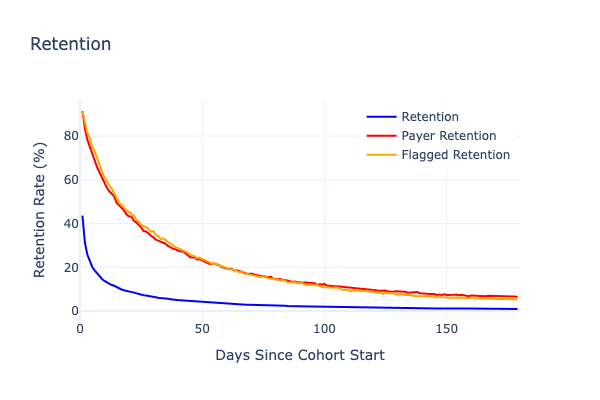 Retention
Retention
Payer Retention
Flagged Retention
Retention Rate (%)
80
60
40
20
0
0 50 100 150
Days Since Cohort Start